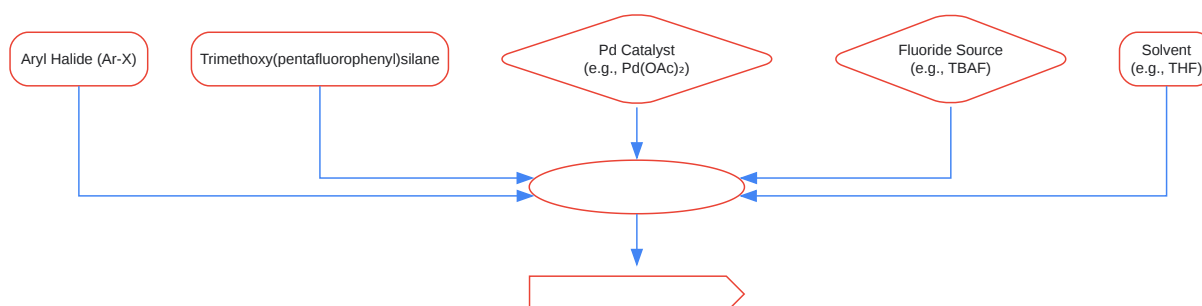 Aryl Halide (Ar-X)
Trimethoxy(pentafluorophenyl)silane
Pd Catalyst
(e.g., Pd(OAc)₂)
Fluoride Source
(e.g., TBAF)
Solvent
(e.g., THF)